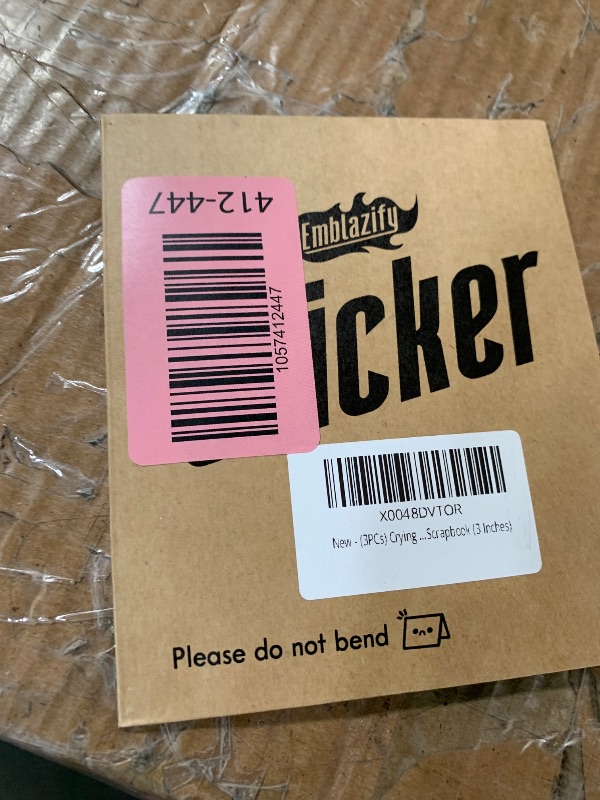 412-447
1057412447
Emblazify
icker
X0048DVTOR
New - (3PCs) Crying ...Scrapbook (3 Inches)
Please do not bend